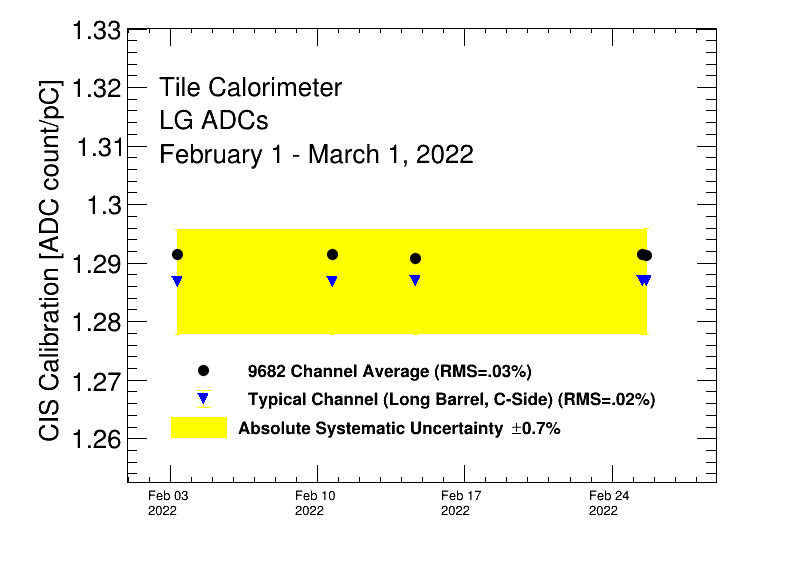 1.33
1.32
1.31
1.3
1.29
1.28
1.27
1.26
CIS Calibration [ADC count/pC]
Tile Calorimeter
LG ADCs
February 1 - March 1, 2022
9682 Channel Average (RMS=.03%)
Typical Channel (Long Barrel, C-Side) (RMS=.02%)
Absolute Systematic Uncertainty ±0.7%
Feb 03
2022
Feb 10
2022
Feb 17
2022
Feb 24
2022